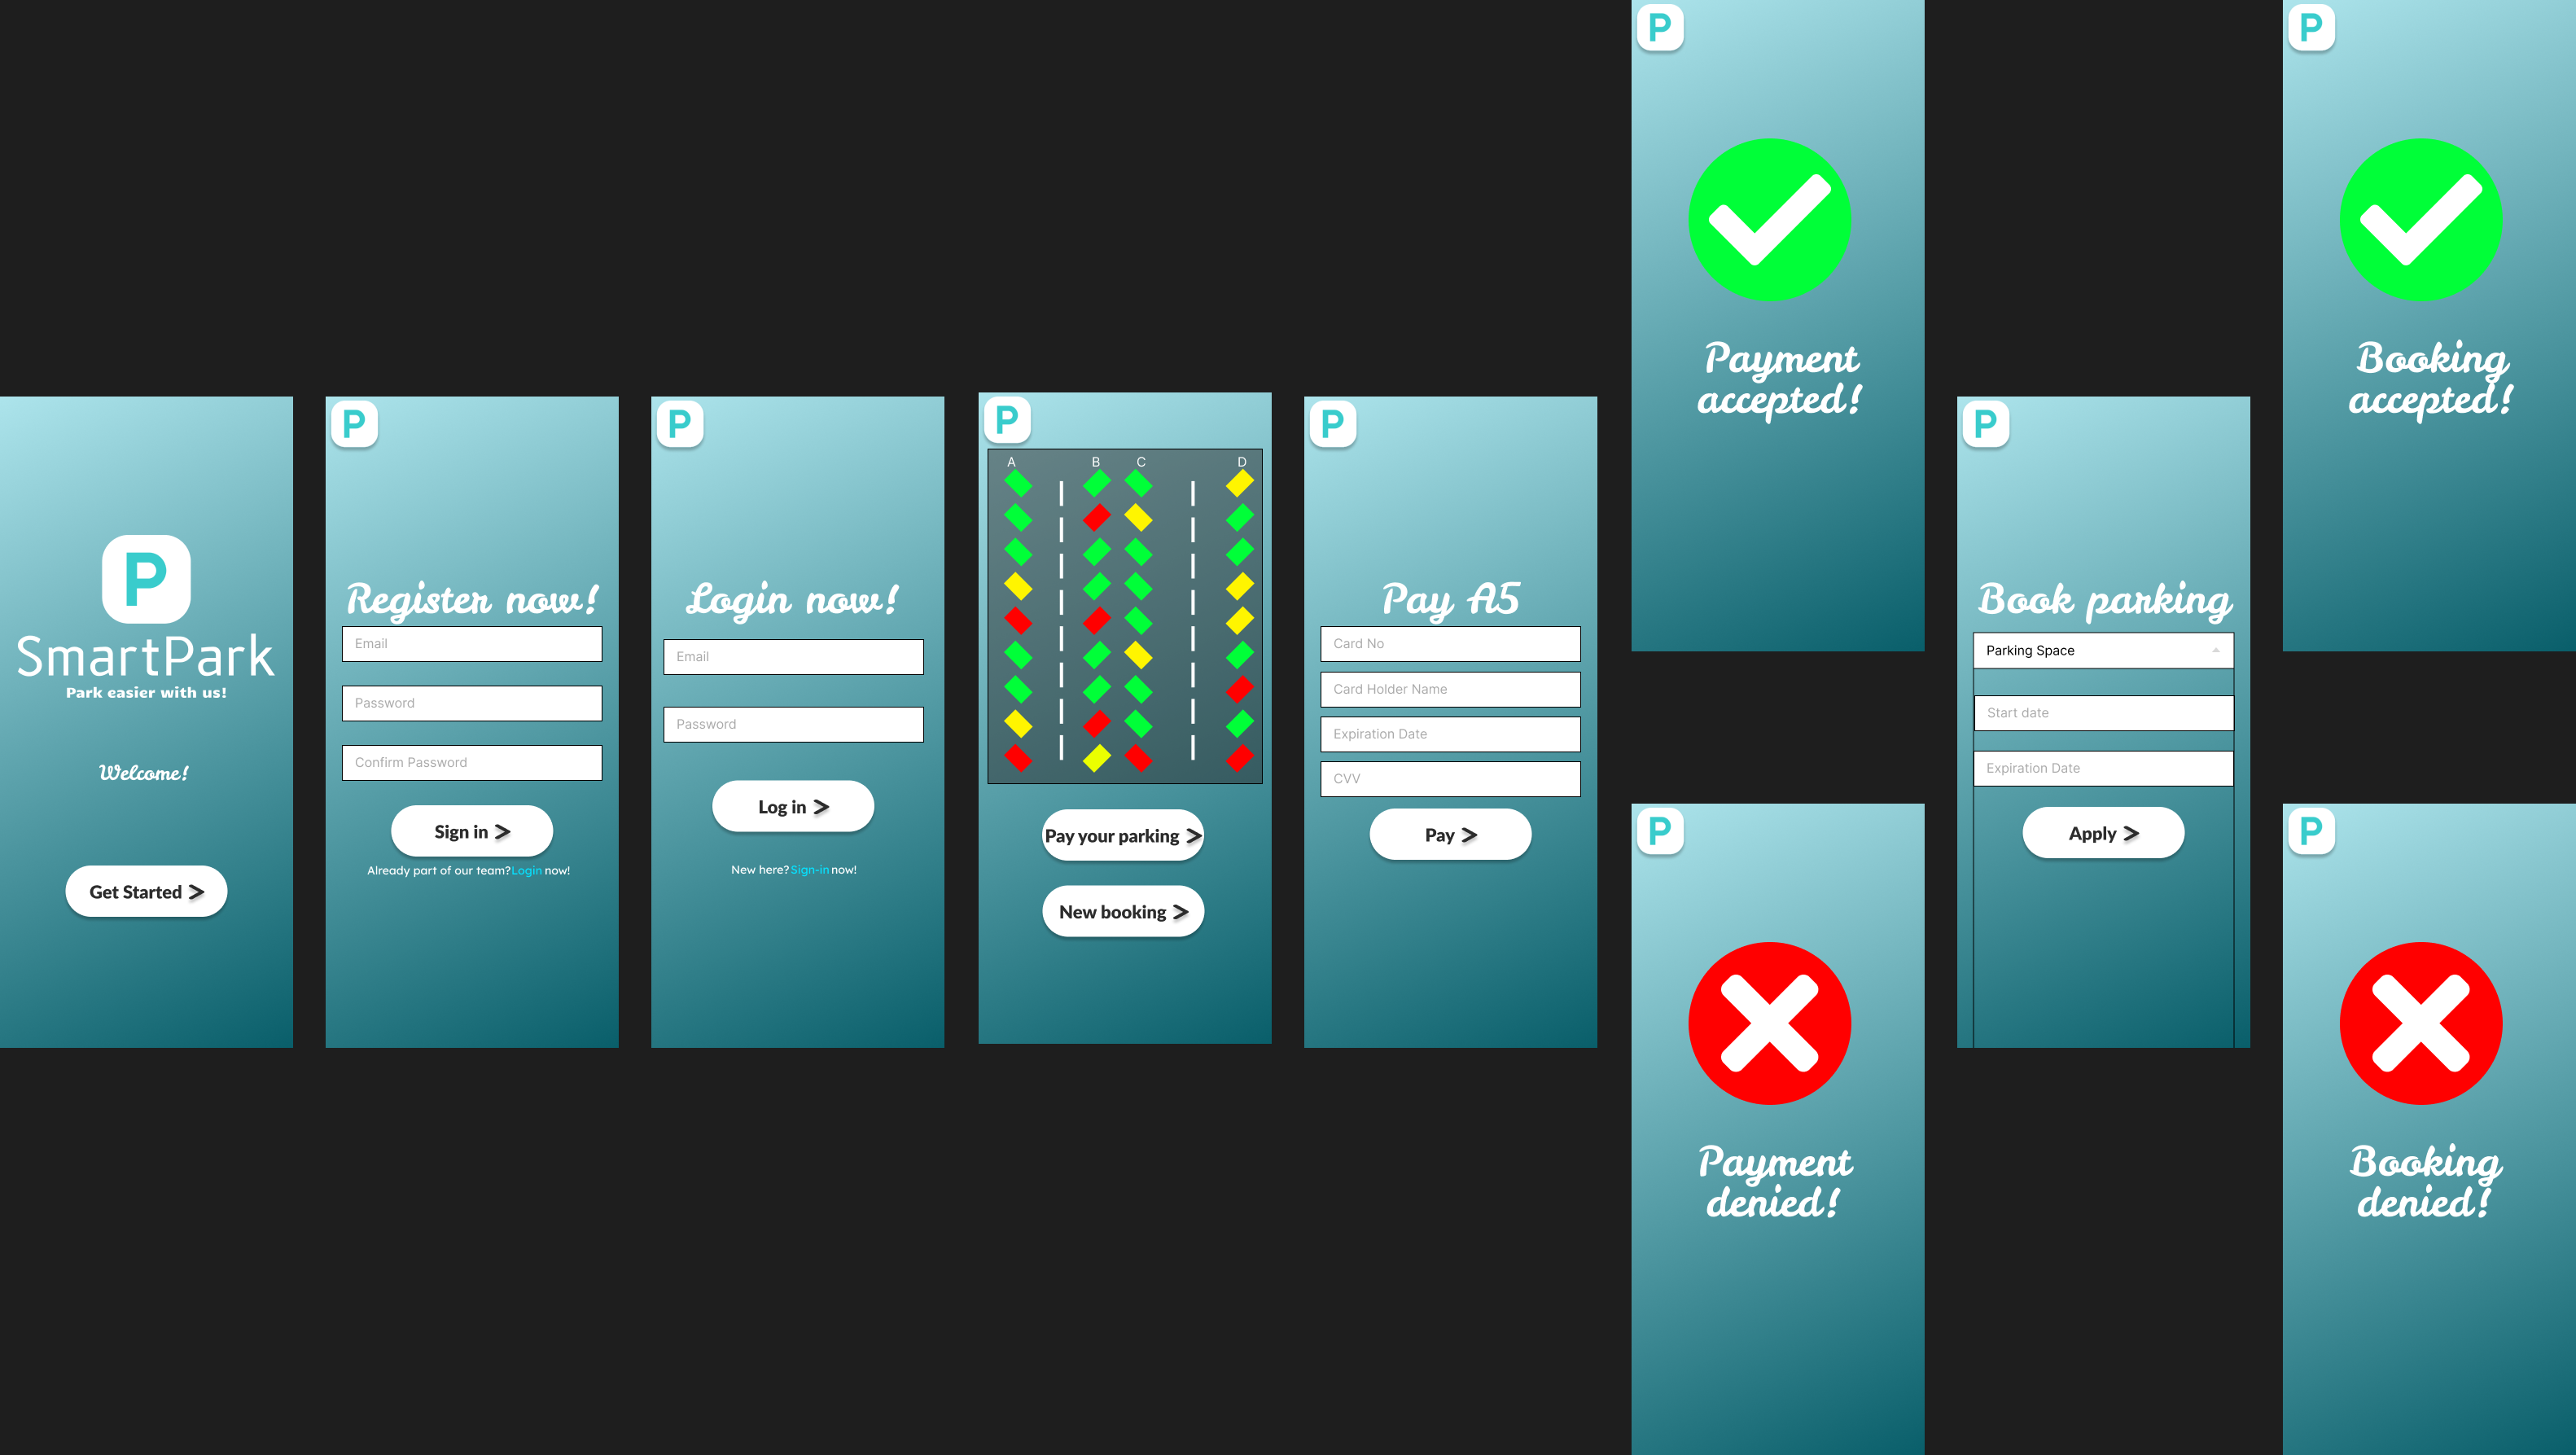 P
SmartPark
Park easier with us!
Welcome!
Get Started >
P
Register now!
Email
Password
Confirm Password
Sign in >
Already part of our team?Login now!
P
Login now!
Email
Password
Log in >
New here?Sign-in now!
P
A B C D
Pay your parking >
New booking >
P
Pay A5
Card No
Card Holder Name
Expiration Date
CVV
Pay >
P
Payment
accepted!
P
Payment
denied!
P
Book parking
Parking Space
Start date
Expiration Date
Apply >
P
Booking
accepted!
P
Booking
denied!